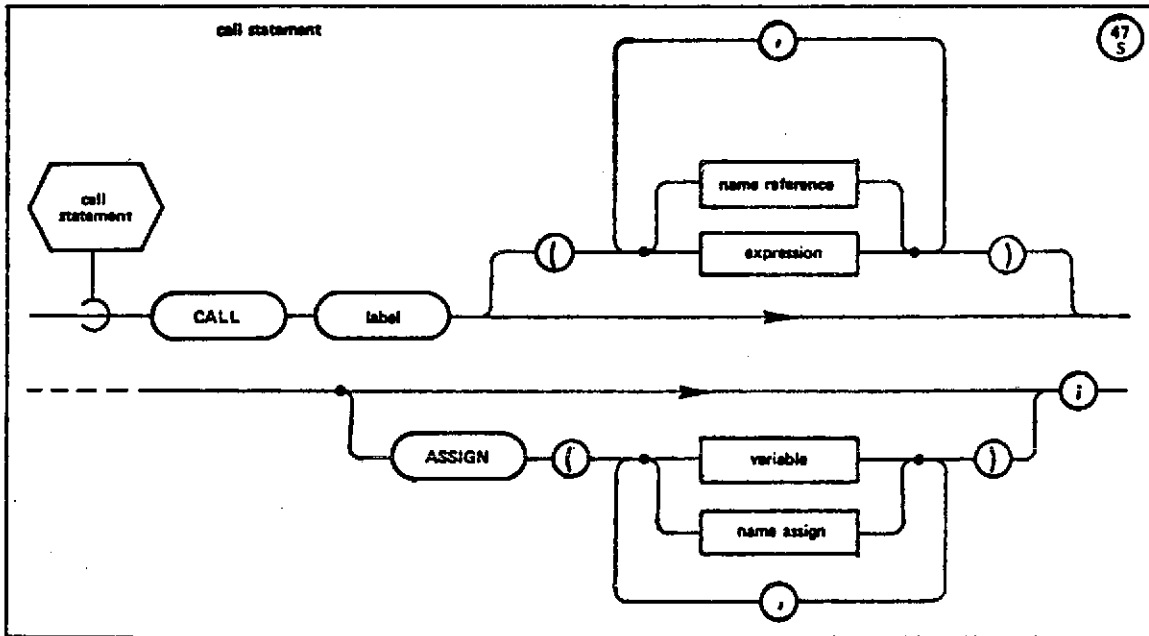 call statement
47
S
,
name reference
call
statement
(
expression
)
CALL
label
;
ASSIGN
(
variable
)
name assign
,